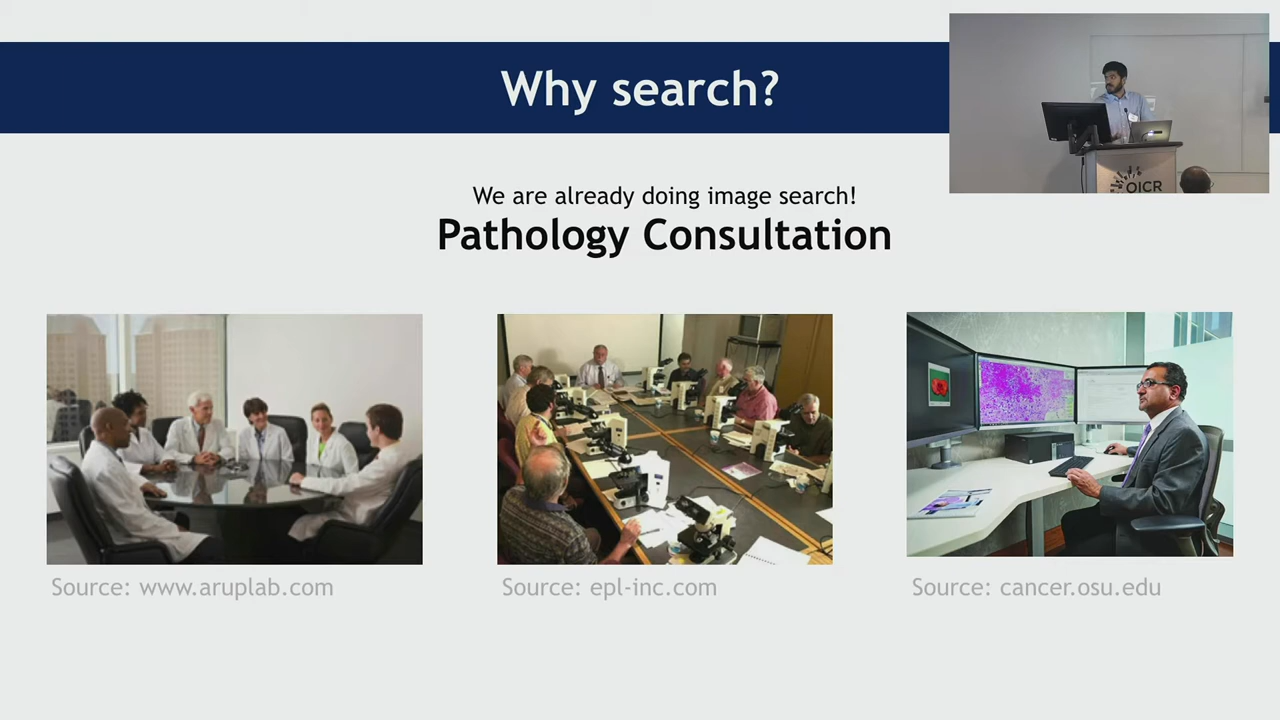 Why search?
OICR
We are already doing image search!
Pathology Consultation
Source: www.aruplab.com
Source: epl-inc.com
Source: cancer.osu.edu